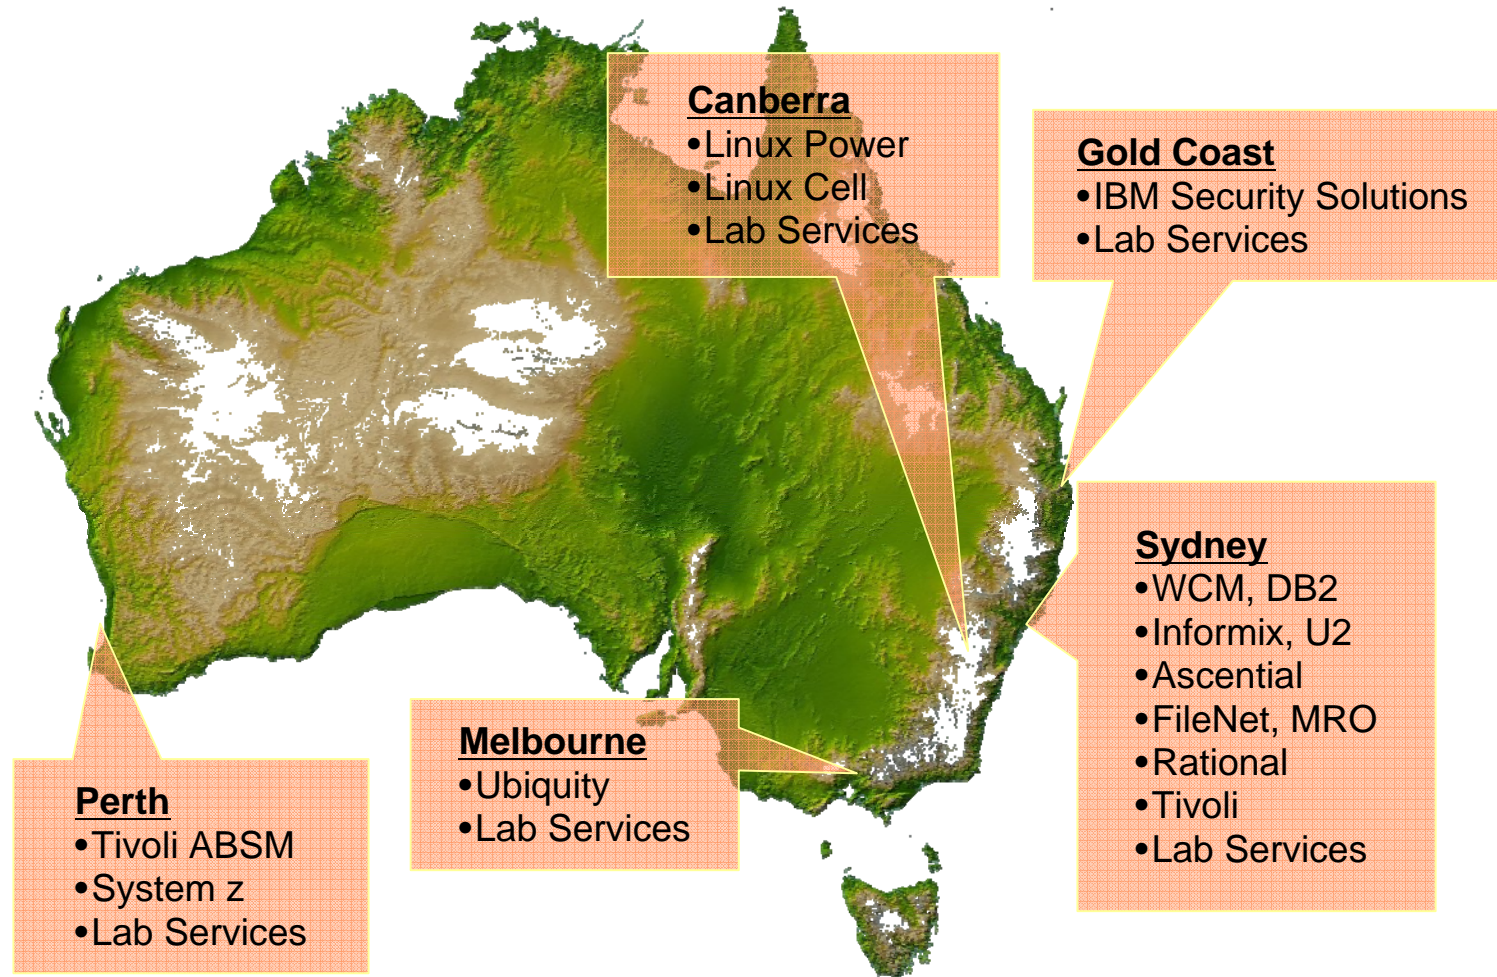 Canberra
•Linux Power
•Linux Cell
•Lab Services
Gold Coast
•IBM Security Solutions
•Lab Services
Sydney
•WCM, DB2
•Informix, U2
•Ascential
•FileNet, MRO
•Rational
•Tivoli
•Lab Services
Melbourne
•Ubiquity
•Lab Services
Perth
•Tivoli ABSM
•System z
•Lab Services